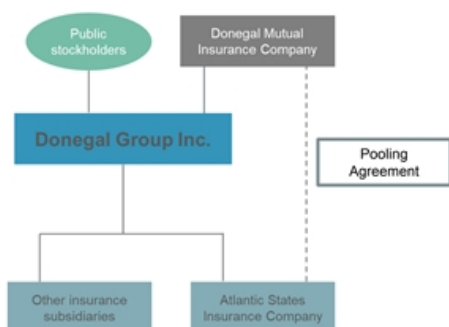 Public
stockholders
Donegal Mutual
Insurance Company
Donegal Group Inc.
Pooling
Agreement
Other insurance
subsidiaries
Atlantic States
Insurance Company